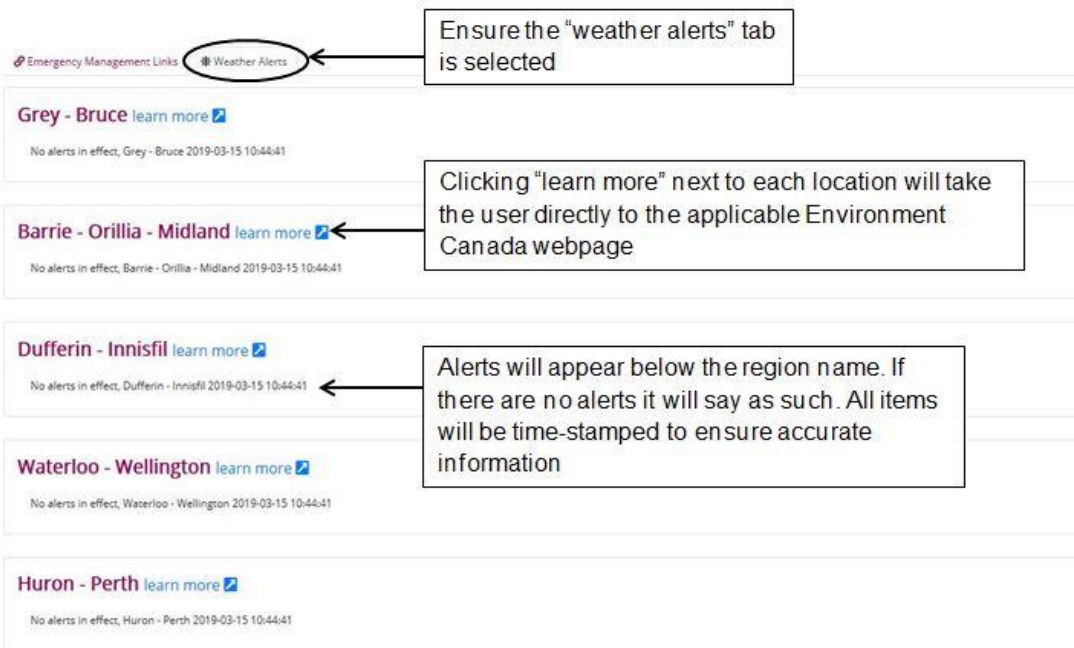 Ensure the “weather alerts” tab
is selected
Emergency Management Links Weather Alerts
Grey - Bruce learn more
No alerts in effect, Grey - Bruce 2019-03-15 10:44:41
Clicking “learn more” next to each location will take
the user directly to the applicable Environment
Canada webpage
Barrie - Orillia - Midland learn more
No alerts in effect, Barrie - Orillia - Midland 2019-03-15 10:44:41
Dufferin - Innisfil learn more
No alerts in effect, Dufferin - Innisfil 2019-03-15 10:44:41
Alerts will appear below the region name. If
there are no alerts it will say as such. All items
will be time-stamped to ensure accurate
information
Waterloo - Wellington learn more
No alerts in effect, Waterloo - Wellington 2019-03-15 10:44:41
Huron - Perth learn more
No alerts in effect, Huron - Perth 2019-03-15 10:44:41